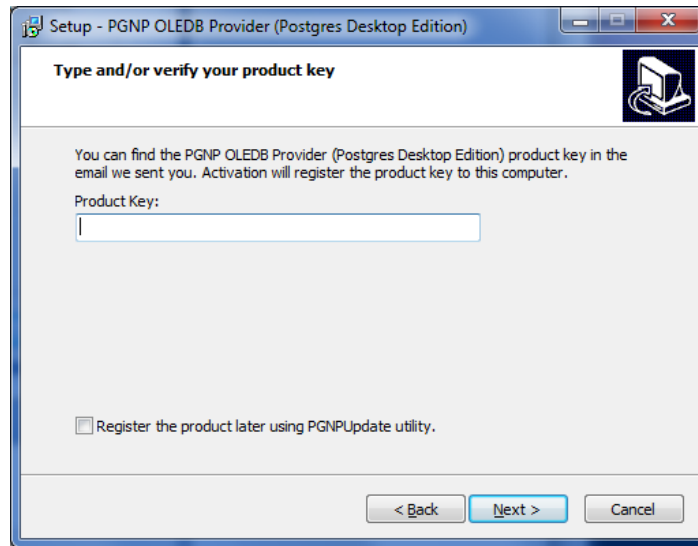 Setup - PGNP OLEDB Provider (Postgres Desktop Edition)
Type and/or verify your product key
You can find the PGNP OLEDB Provider (Postgres Desktop Edition) product key in the
email we sent you. Activation will register the product key to this computer.
Product Key:
Register the product later using PGNPUpdate utility.
< Back Next > Cancel